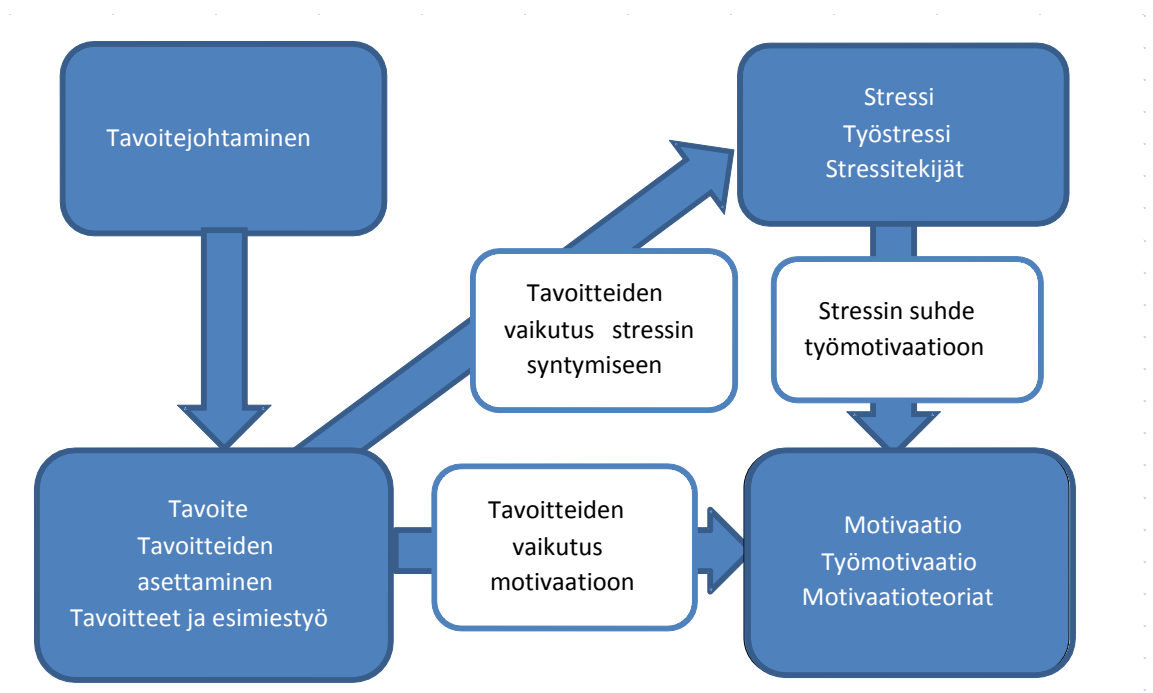 Tavoitejohtaminen
Stressi
Työstressi
Stressitekijät
Tavoitteiden
vaikutus stressin
syntymiseen
Stressin suhde
työmotivaatioon
Tavoite
Tavoitteiden
asettaminen
Tavoitteet ja esimiestyö
Tavoitteiden
vaikutus
motivaatioon
Motivaatio
Työmotivaatio
Motivaatioteoriat